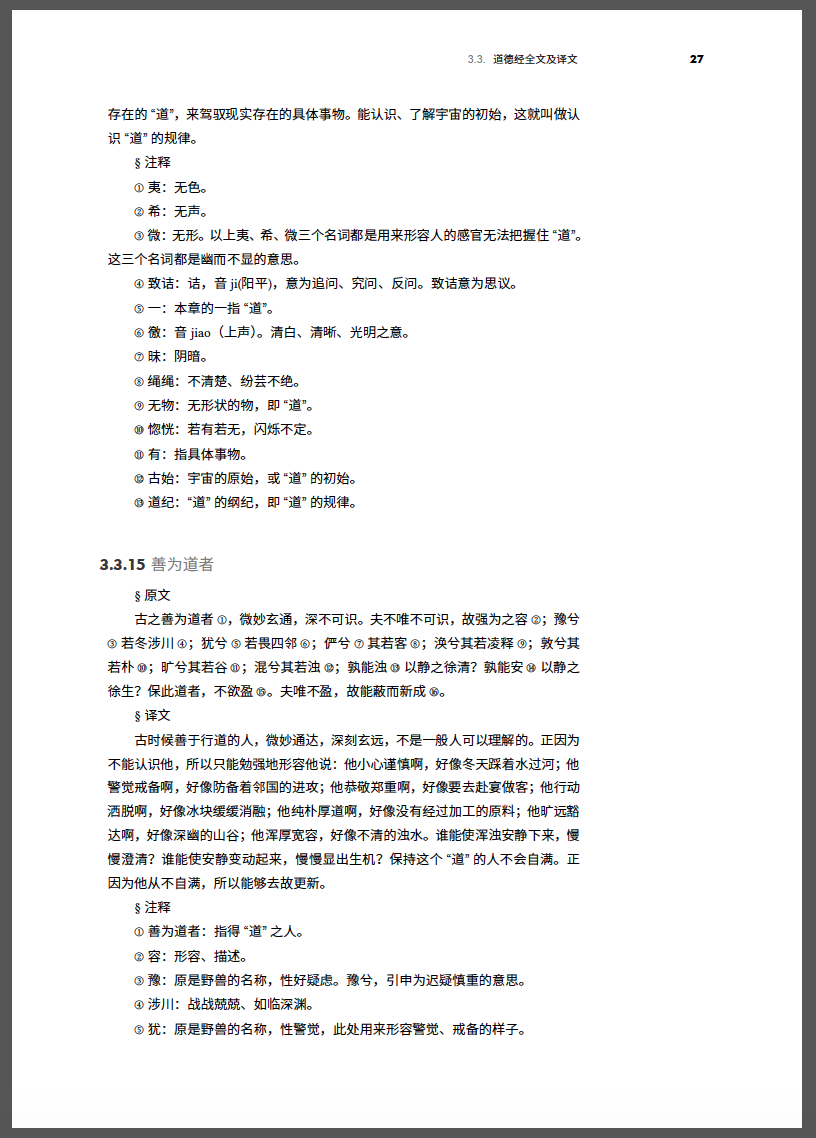 3.3. 道德经全文及译文 27
存在的 “道”，来驾驭现实存在的具体事物。能认识、了解宇宙的初始，这就叫做认
识 “道” 的规律。
§ 注释
① 夷：无色。
② 希：无声。
③ 微：无形。以上夷、希、微三个名词都是用来形容人的感官无法把握住 “道”。
这三个名词都是幽而不显的意思。
④ 致诘：诘，音 ji(阳平)，意为追问、究问、反问。致诘意为思议。
⑤ 一：本章的一指 “道”。
⑥ 徼：音 jiao（上声）。清白、清晰、光明之意。
⑦ 昧：阴暗。
⑧ 绳绳：不清楚、纷芸不绝。
⑨ 无物：无形状的物，即 “道”。
⑩ 惚恍：若有若无，闪烁不定。
⑪ 有：指具体事物。
⑫ 古始：宇宙的原始，或 “道” 的初始。
⑬ 道纪：“道” 的纲纪，即 “道” 的规律。
3.3.15 善为道者
§ 原文
古之善为道者 ①，微妙玄通，深不可识。夫不唯不可识，故强为之容 ②；豫兮
③ 若冬涉川 ④；犹兮 ⑤ 若畏四邻 ⑥；俨兮 ⑦ 其若客 ⑧；涣兮其若凌释 ⑨；敦兮其
若朴 ⑩；旷兮其若谷 ⑪；混兮其若浊 ⑫；孰能浊 ⑬ 以静之徐清？孰能安 ⑭ 以静之
徐生？保此道者，不欲盈 ⑮。夫唯不盈，故能蔽而新成 ⑯。
§ 译文
古时候善于行道的人，微妙通达，深刻玄远，不是一般人可以理解的。正因为
不能认识他，所以只能勉强地形容他说：他小心谨慎啊，好像冬天踩着水过河；他
警觉戒备啊，好像防备着邻国的进攻；他恭敬郑重啊，好像要去赴宴做客；他行动
洒脱啊，好像冰块缓缓消融；他纯朴厚道啊，好像没有经过加工的原料；他旷远豁
达啊，好像深幽的山谷；他浑厚宽容，好像不清的浊水。谁能使浑浊安静下来，慢
慢澄清？谁能使安静变动起来，慢慢显出生机？保持这个 “道” 的人不会自满。正
因为他从不自满，所以能够去故更新。
§ 注释
① 善为道者：指得 “道” 之人。
② 容：形容、描述。
③ 豫：原是野兽的名称，性好疑虑。豫兮，引申为迟疑慎重的意思。
④ 涉川：战战兢兢、如临深渊。
⑤ 犹：原是野兽的名称，性警觉，此处用来形容警觉、戒备的样子。